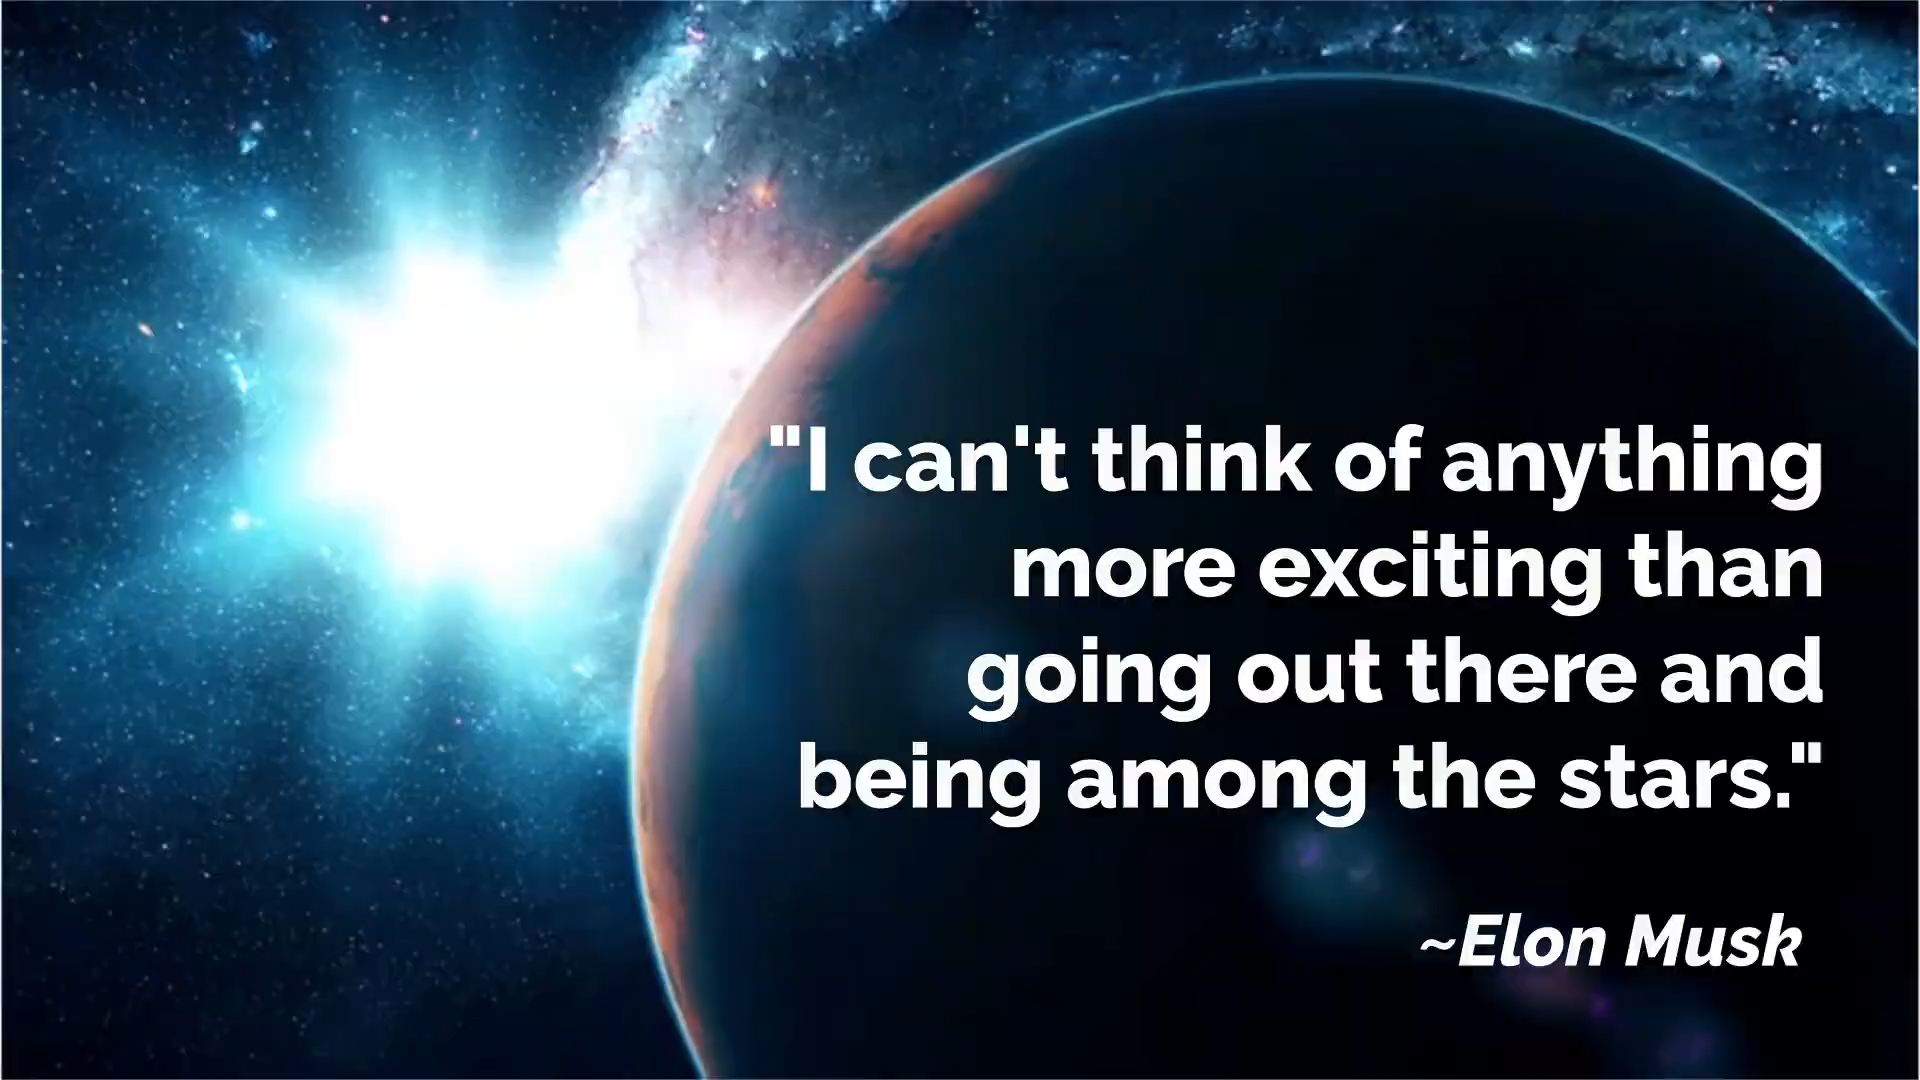 "I can't think of anything
more exciting than
going out there and
being among the stars."
~Elon Musk